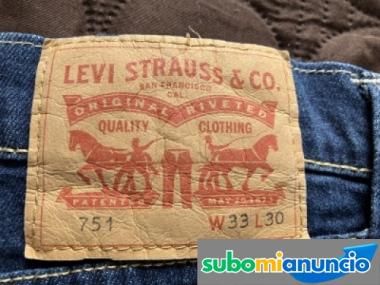 LEVI STRAUSS & CO.
SAN FRANCISCO
CAL.
ORIGINAL RIVETED
QUALITY CLOTHING
PATENTED MAY 20 1873
751 W33 L30
subomianuncio